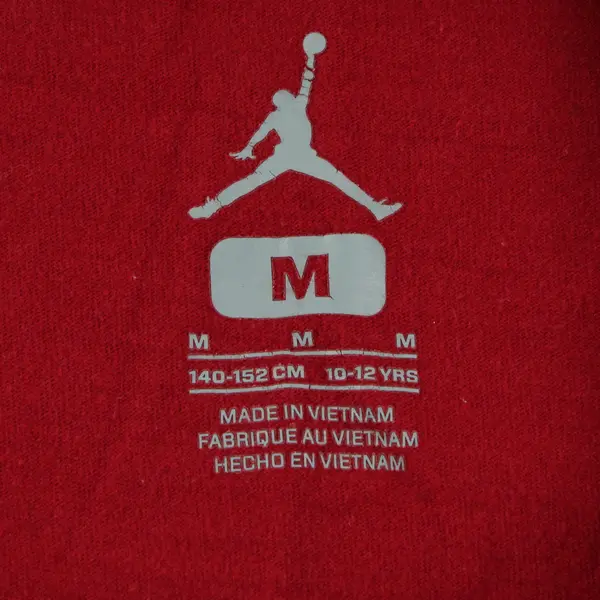 M
M M M
140-152 CM 10-12 YRS
MADE IN VIETNAM
FABRIQUÉ AU VIETNAM
HECHO EN VIETNAM